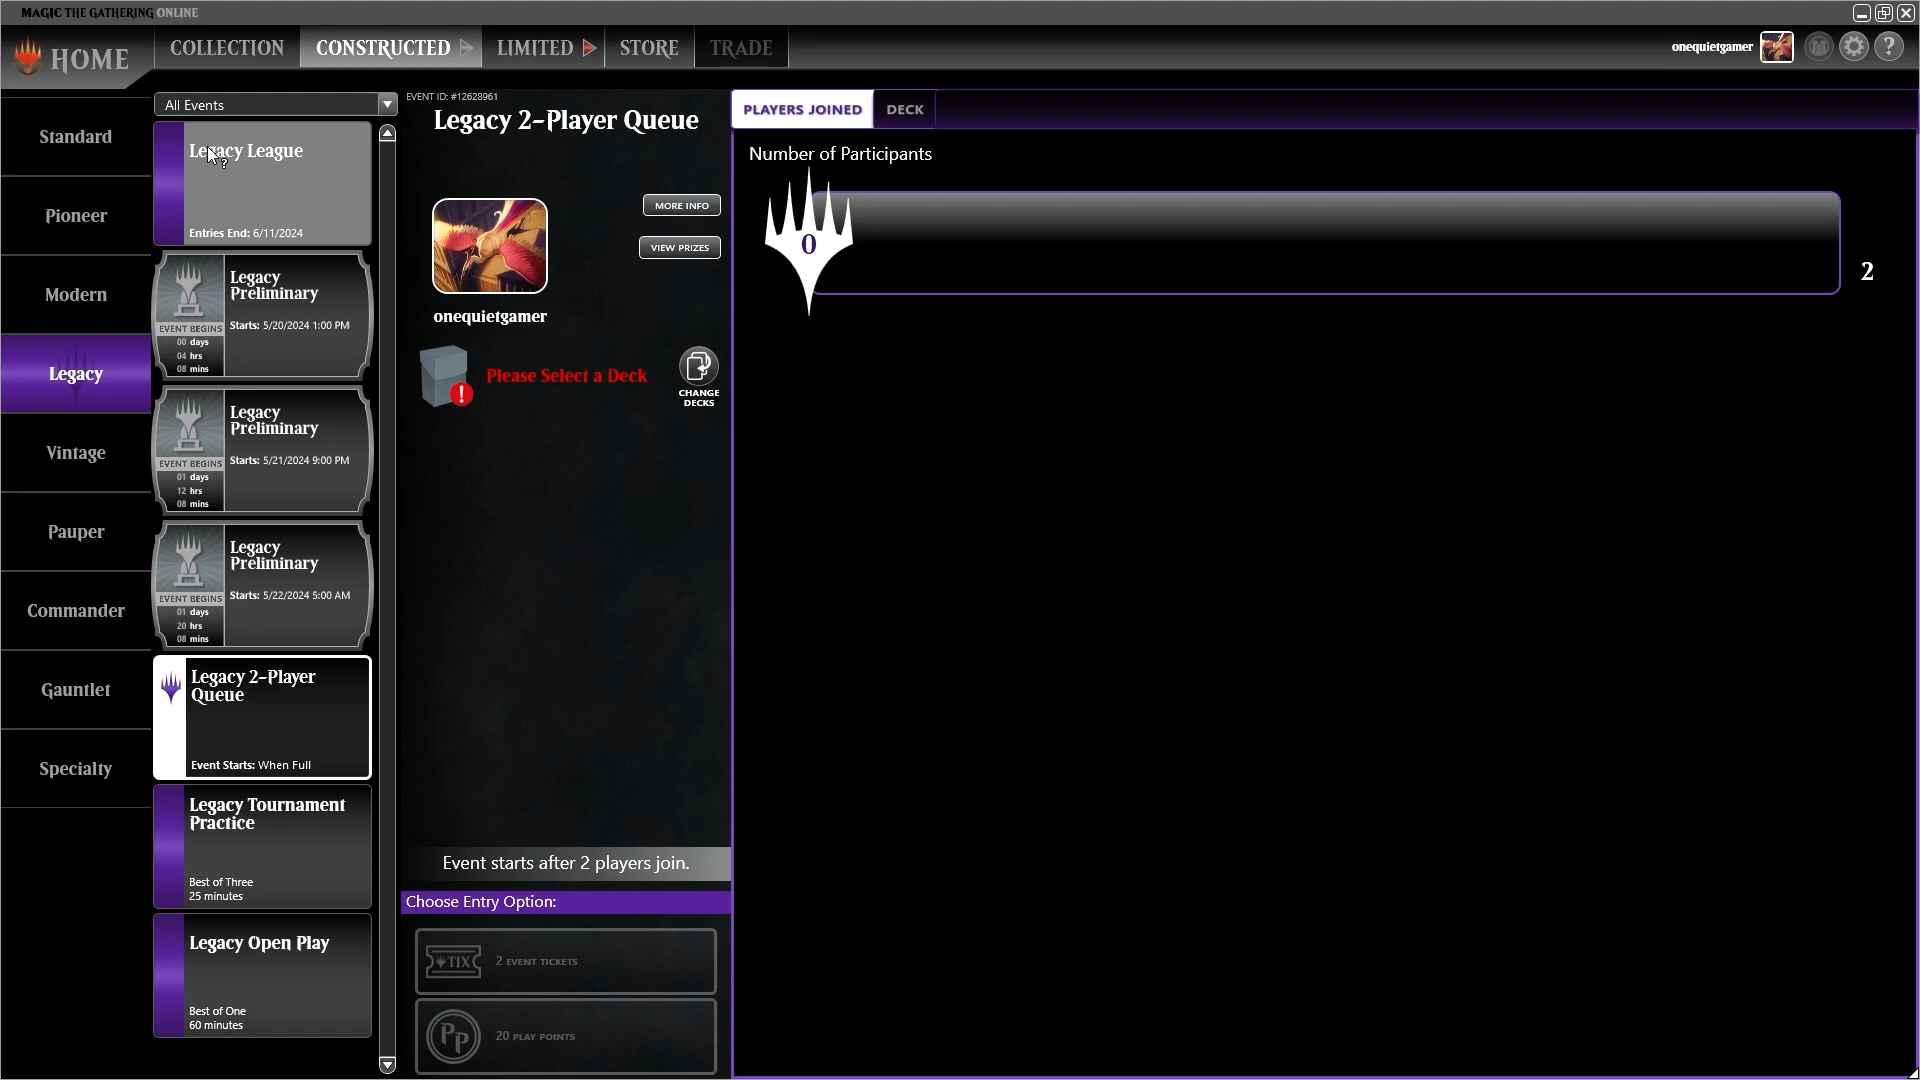 MAGIC THE GATHERING ONLINE
HOME
COLLECTION
CONSTRUCTED
LIMITED
STORE
TRADE
onequietgamer
?
Standard
Pioneer
Modern
Legacy
Vintage
Pauper
Commander
Gauntlet
Specialty
All Events
Legacy League
Entries End: 6/11/2024
Legacy
Preliminary
Starts: 5/20/2024 1:00 PM
EVENT BEGINS
00 days
04 hrs
08 mins
Legacy
Preliminary
Starts: 5/21/2024 9:00 PM
EVENT BEGINS
01 days
12 hrs
08 mins
Legacy
Preliminary
Starts: 5/22/2024 5:00 AM
EVENT BEGINS
01 days
20 hrs
08 mins
Legacy 2-Player
Queue
Event Starts: When Full
Legacy Tournament
Practice
Best of Three
25 minutes
Legacy Open Play
Best of One
60 minutes
EVENT ID: #12628961
Legacy 2-Player Queue
MORE INFO
VIEW PRIZES
onequietgamer
!
Please Select a Deck
CHANGE
DECKS
Event starts after 2 players join.
Choose Entry Option:
TIX
2 EVENT TICKETS
PP
20 PLAY POINTS
PLAYERS JOINED
DECK
Number of Participants
0
2